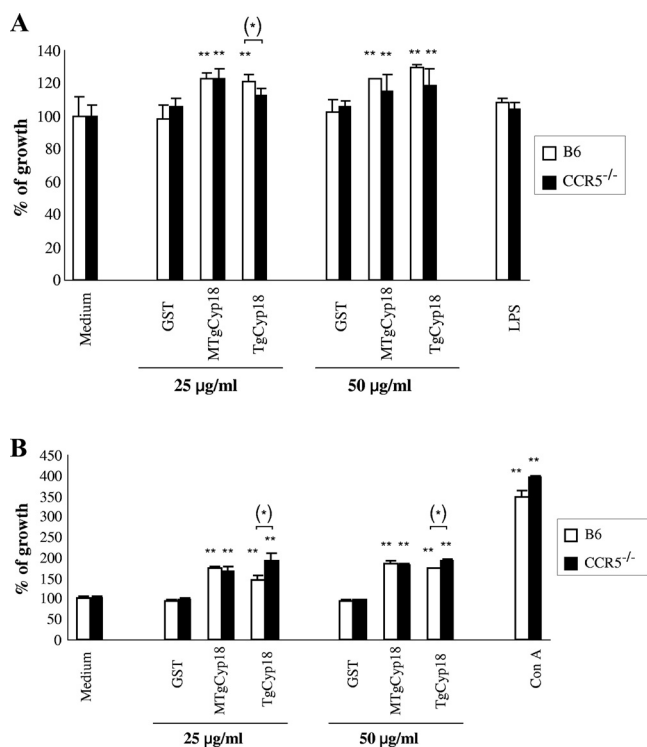 A
(*)
** ** ** ** ** ** **
140
120
100
80
60
40
20
0
% of growth
B6
CCR5-/-
Medium
GST
MTgCyp18
TgCyp18
GST
MTgCyp18
TgCyp18
LPS
25 µg/ml
50 µg/ml
B
450
400
350
300
250
200
150
100
50
0
% of growth
** **
(*) (*)
** ** ** ** ** ** ** **
B6
CCR5-/-
Medium
GST
MTgCyp18
TgCyp18
GST
MTgCyp18
TgCyp18
Con A
25 µg/ml
50 µg/ml